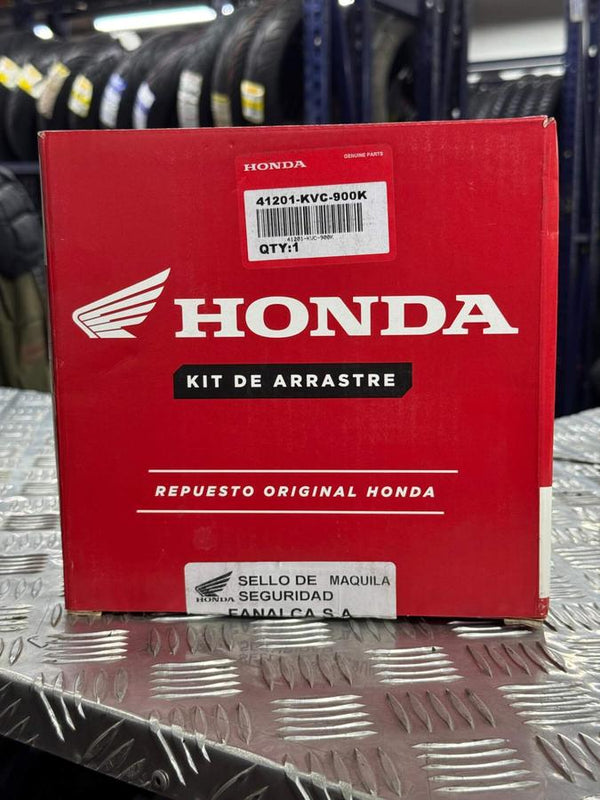 HONDA GENUINE PARTS
41201-KVC-900K
41201-KVC-900K
QTY:1
HONDA
KIT DE ARRASTRE
REPUESTO ORIGINAL HONDA
SELLO DE MAQUILA
HONDA SEGURIDAD
FANALCA S.A